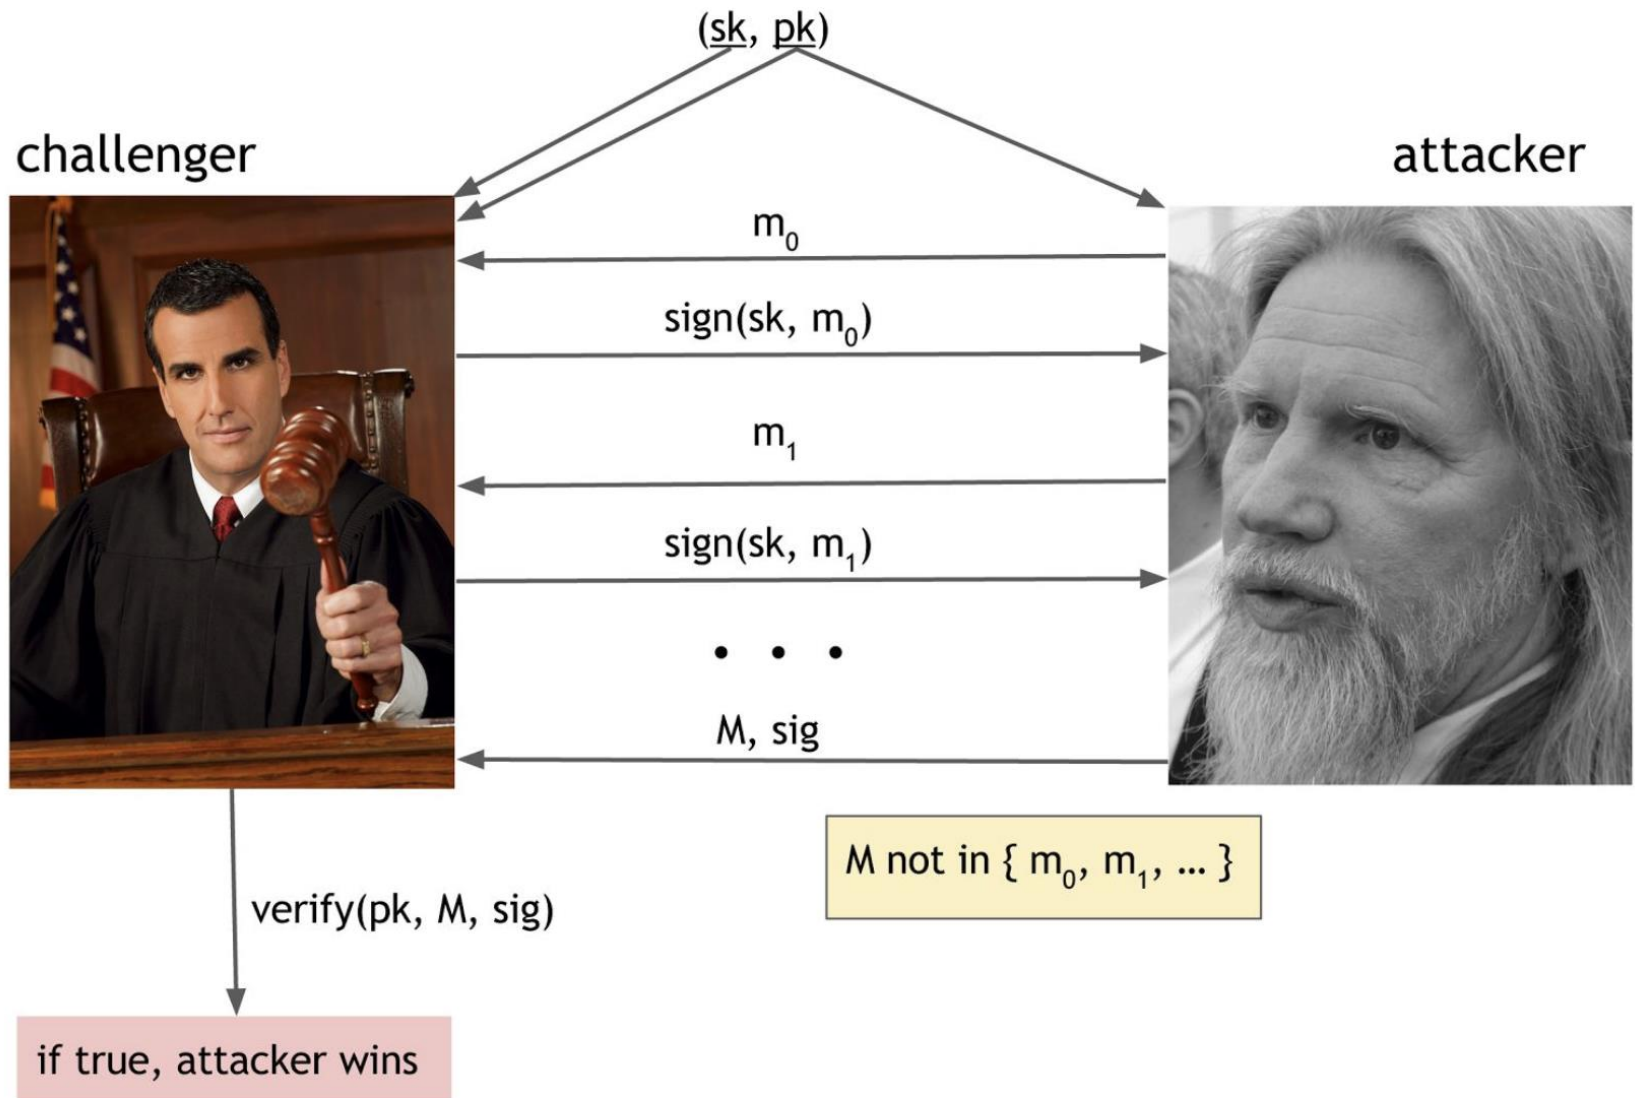 (sk, pk)
challenger
attacker
m₀
sign(sk, m₀)
m₁
sign(sk, m₁)
• • •
M, sig
M not in { m₀, m₁, ... }
verify(pk, M, sig)
if true, attacker wins